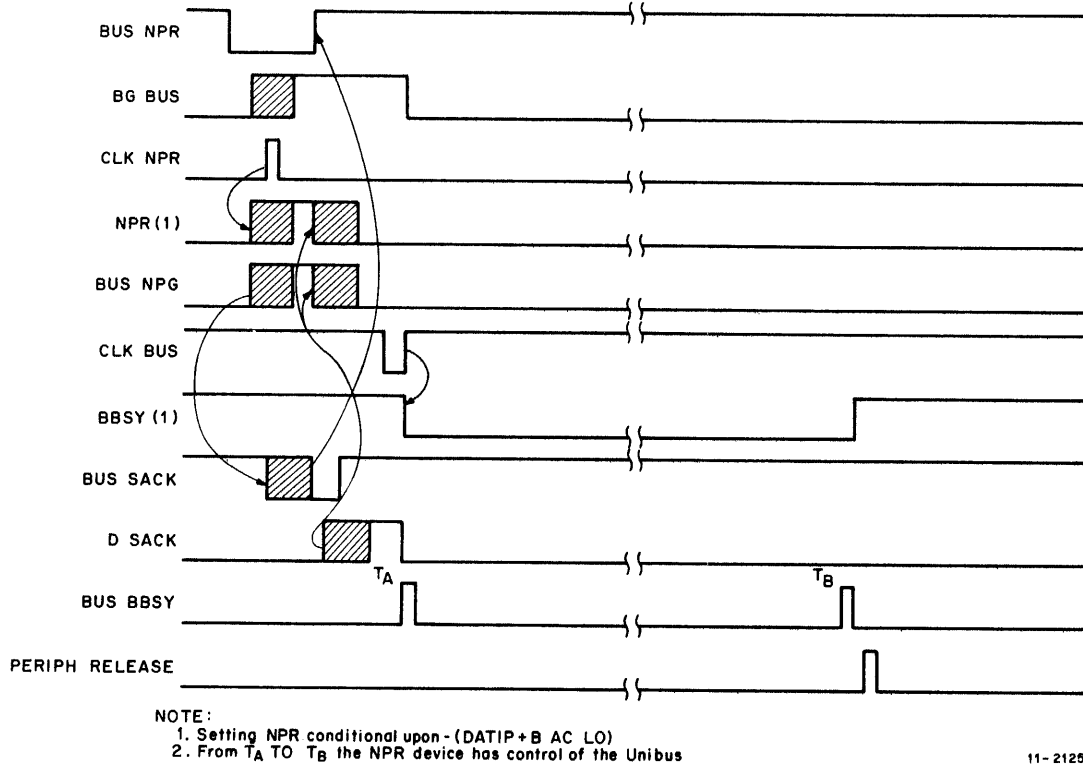 BUS NPR
BG BUS
CLK NPR
NPR (1)
BUS NPG
CLK BUS
BBSY (1)
BUS SACK
D SACK
TA
TB
BUS BBSY
PERIPH RELEASE
NOTE:
1. Setting NPR conditional upon - (DATIP + B AC LO)
2. From TA TO TB the NPR device has control of the Unibus
11-2125